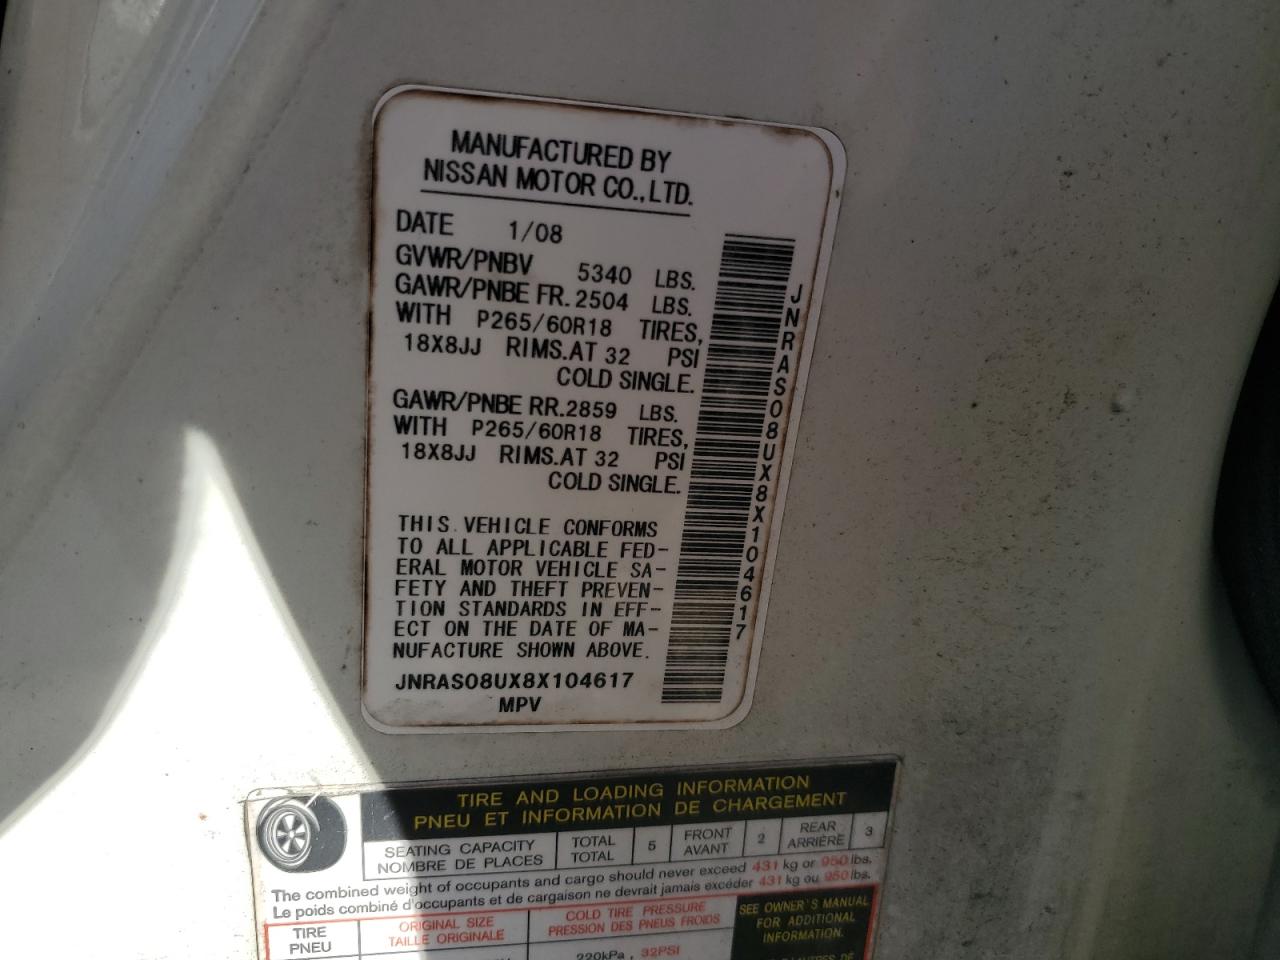 MANUFACTURED BY
NISSAN MOTOR CO.,LTD.
DATE 1/08
GVWR/PNBV 5340 LBS.
GAWR/PNBE FR.2504 LBS.
WITH P265/60R18 TIRES,
18X8JJ RIMS.AT 32 PSI
COLD SINGLE.
GAWR/PNBE RR.2859 LBS.
WITH P265/60R18 TIRES,
18X8JJ RIMS.AT 32 PSI
COLD SINGLE.
THIS VEHICLE CONFORMS
TO ALL APPLICABLE FED-
ERAL MOTOR VEHICLE SA-
FETY AND THEFT PREVEN-
TION STANDARDS IN EFF-
ECT ON THE DATE OF MA-
NUFACTURE SHOWN ABOVE.
JNRAS08UX8X104617
MPV
JNRAS08UX8X104617
TIRE AND LOADING INFORMATION
PNEU ET INFORMATION DE CHARGEMENT
SEATING CAPACITY TOTAL 5 FRONT 2 REAR 3
NOMBRE DE PLACES TOTAL AVANT ARRIÈRE
The combined weight of occupants and cargo should never exceed 431 kg or 950 lbs.
Le poids combiné d'occupants et de cargaison ne devrait jamais excéder 431 kg ou 950 lbs.
TIRE ORIGINAL SIZE COLD TIRE PRESSURE
PNEU TAILLE ORIGINALE PRESSION DES PNEUS FROIDS
220kPa, 32PSI
SEE OWNER'S MANUAL
FOR ADDITIONAL
INFORMATION.